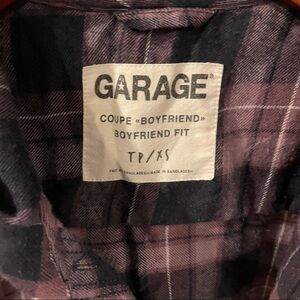 GARAGE®
COUPE «BOYFRIEND»
BOYFRIEND FIT
TP/XS
FAIT AU BANGLADESH/MADE IN BANGLADESH